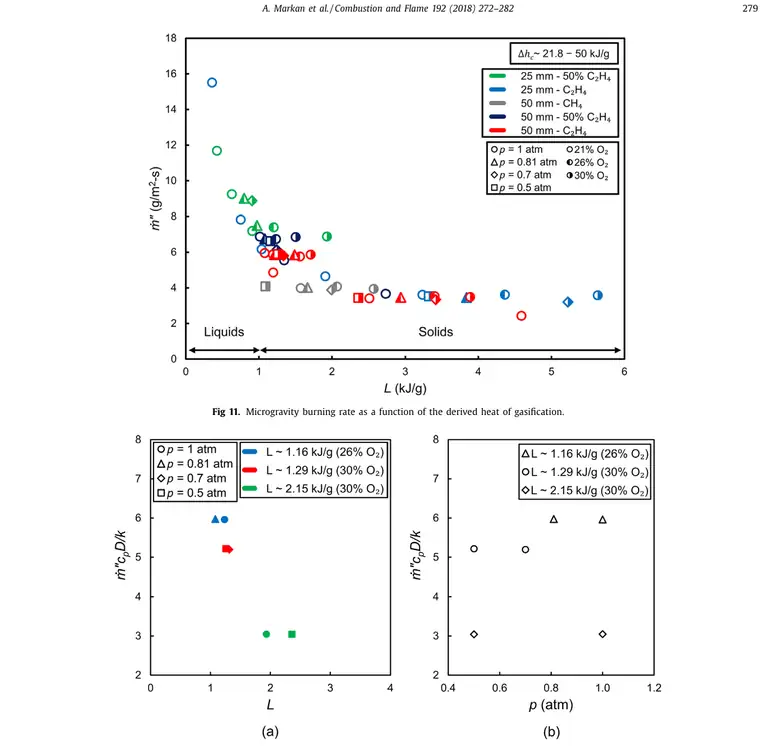 A. Markan et al. / Combustion and Flame 192 (2018) 272–282 279
18
16
14
12
10
8
6
4
2
0
ṁ″ (g/m²-s)
Δh꜀~ 21.8 − 50 kJ/g
25 mm - 50% C₂H₄
25 mm - C₂H₄
50 mm - CH₄
50 mm - 50% C₂H₄
50 mm - C₂H₄
p = 1 atm 21% O₂
p = 0.81 atm 26% O₂
p = 0.7 atm 30% O₂
p = 0.5 atm
Liquids Solids
0 1 2 3 4 5 6
L (kJ/g)
Fig 11. Microgravity burning rate as a function of the derived heat of gasification.
8
7
6
5
4
3
2
ṁ″cₚD/k
p = 1 atm
p = 0.81 atm
p = 0.7 atm
p = 0.5 atm
L ~ 1.16 kJ/g (26% O₂)
L ~ 1.29 kJ/g (30% O₂)
L ~ 2.15 kJ/g (30% O₂)
0 1 2 3 4
L
(a)
8
7
6
5
4
3
2
ṁ″cₚD/k
L ~ 1.16 kJ/g (26% O₂)
L ~ 1.29 kJ/g (30% O₂)
L ~ 2.15 kJ/g (30% O₂)
0.4 0.6 0.8 1.0 1.2
p (atm)
(b)